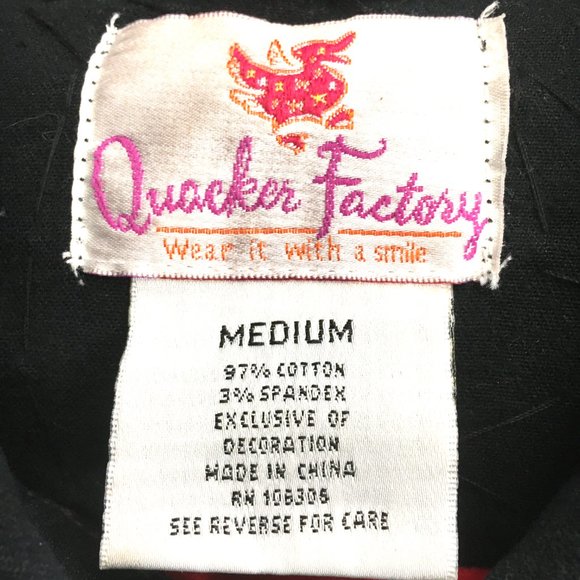 Quacker Factory
Wear it with a smile
MEDIUM
97% COTTON
3% SPANDEX
EXCLUSIVE OF
DECORATION
MADE IN CHINA
RN 108306
SEE REVERSE FOR CARE